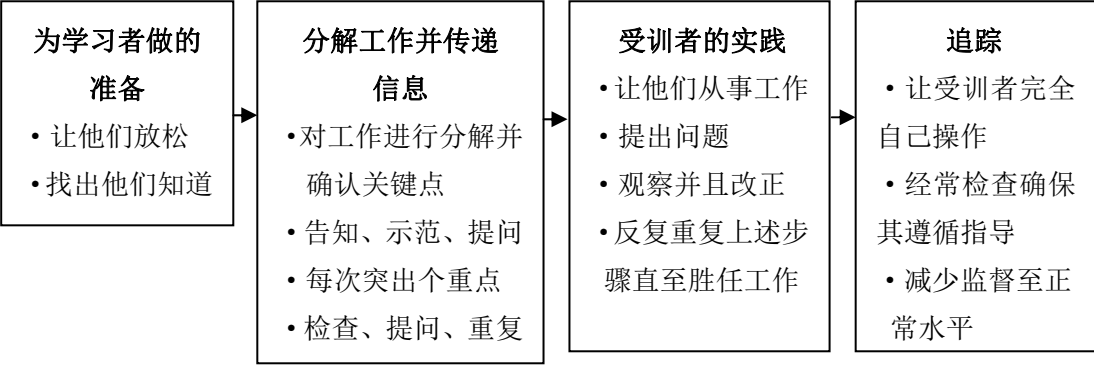 为学习者做的
准备
·让他们放松
·找出他们知道
分解工作并传递
信息
·对工作进行分解并
确认关键点
·告知、示范、提问
·每次突出个重点
·检查、提问、重复
受训者的实践
·让他们从事工作
·提出问题
·观察并且改正
·反复重复上述步
骤直至胜任工作
追踪
·让受训者完全
自己操作
·经常检查确保
其遵循指导
·减少监督至正
常水平